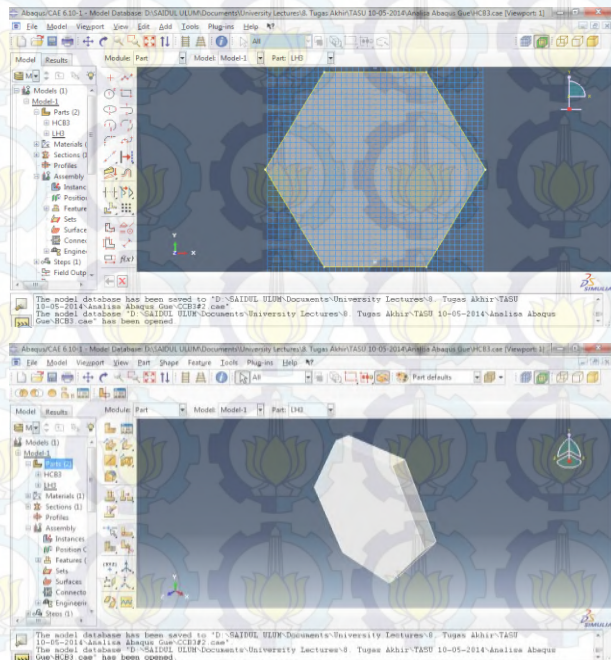 Abaqus/CAE 6.10-1 - Model Database: D:\SAIDUL ULUM\Documents\University Lectures\8. Tugas Akhir\TASU 10-05-2014\Analisa Abaqus Gue\HCB3.cae [Viewport: 1]
File Model Viewport View Edit Add Tools Plug-ins Help
All
Model Results Module: Part Model: Model-1 Part: LH3
Models (1)
Model-1
Parts (2)
HCB3
LH3
Materials (
Sections (1
Profiles
Assembly
Instanc
Position
Feature
Sets
Surface
Connec
Engine
Steps (1)
Field Outp
f(x)
Y
Z X
SIMULIA
The model database has been saved to "D:\SAIDUL ULUM\Documents\University Lectures\8. Tugas Akhir\TASU
10-05-2014\Analisa Abaqus Gue\CCB3#2.cae".
The model database "D:\SAIDUL ULUM\Documents\University Lectures\8. Tugas Akhir\TASU 10-05-2014\Analisa Abaqus
Gue\HCB3.cae" has been opened.
Abaqus/CAE 6.10-1 - Model Database: D:\SAIDUL ULUM\Documents\University Lectures\8. Tugas Akhir\TASU 10-05-2014\Analisa Abaqus Gue\HCB3.cae [Viewport: 1]
File Model Viewport View Part Shape Feature Tools Plug-ins Help
All Part defaults
Model Results Module: Part Model: Model-1 Part: LH3
Models (1)
Model-1
Parts (2)
HCB3
LH3
Materials (1)
Sections (1)
Profiles
Assembly
Instances
Position C
Features (
Sets
Surfaces
Connecto
Engineerin
Steps (1)
SIMULIA
The model database has been saved to "D:\SAIDUL ULUM\Documents\University Lectures\8. Tugas Akhir\TASU
10-05-2014\Analisa Abaqus Gue\CCB3#2.cae".
The model database "D:\SAIDUL ULUM\Documents\University Lectures\8. Tugas Akhir\TASU 10-05-2014\Analisa Abaqus
Gue\HCB3.cae" has been opened.